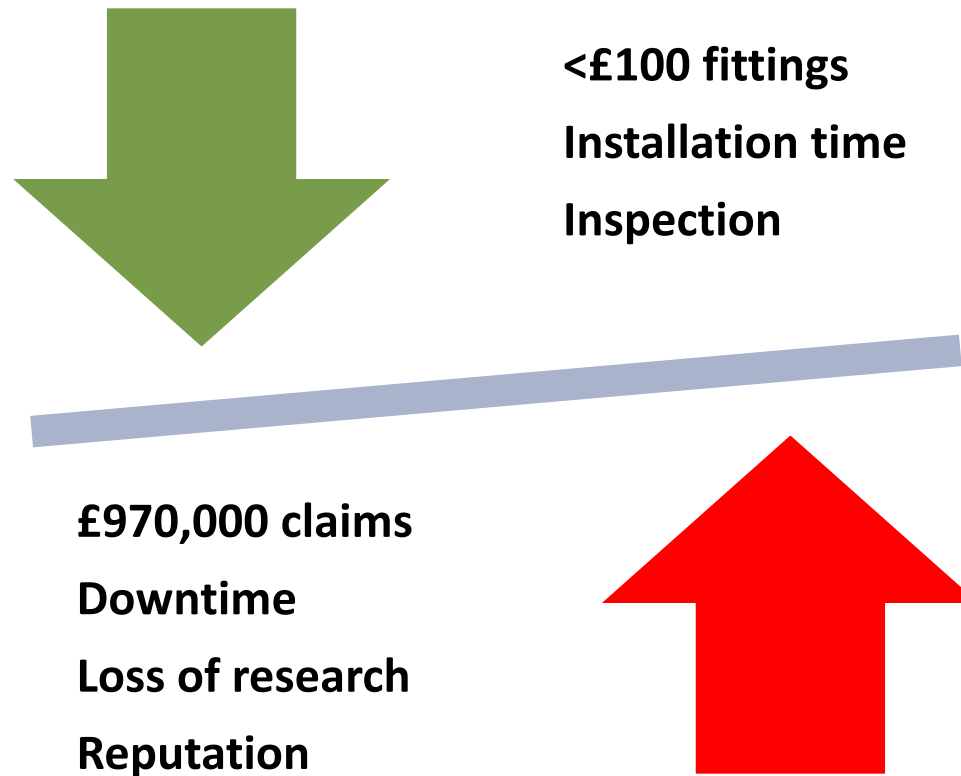 <£100 fittings
Installation time
Inspection
£970,000 claims
Downtime
Loss of research
Reputation